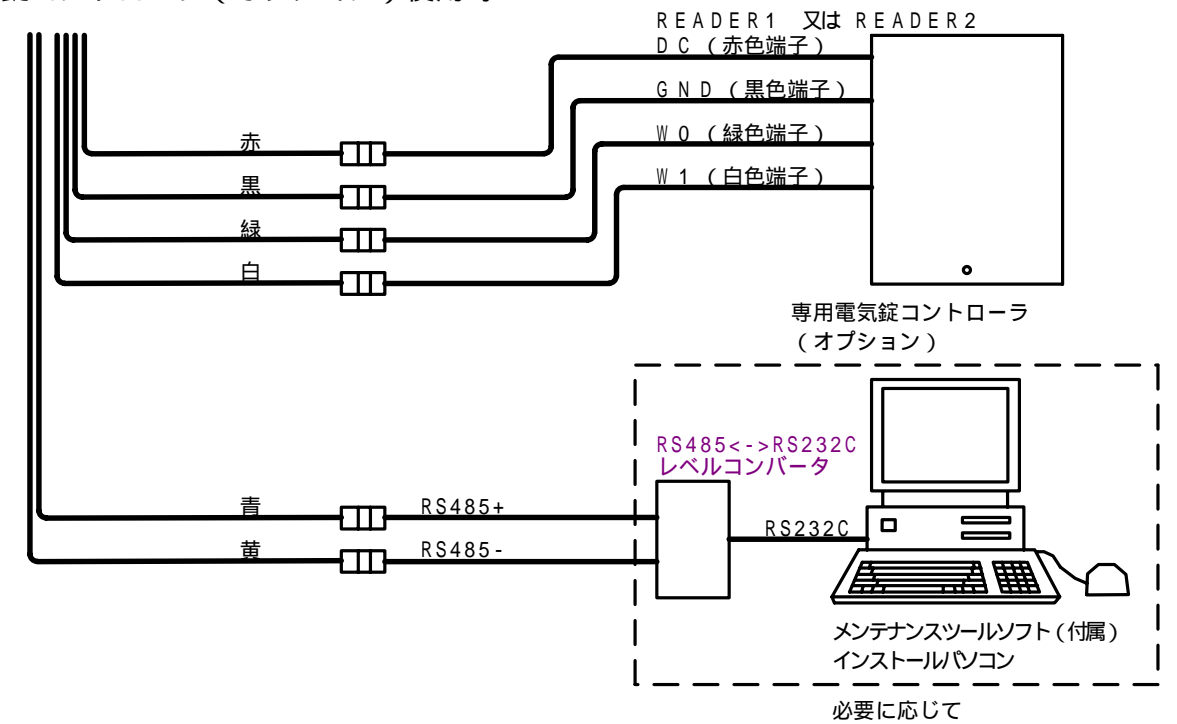 READER1 又は READER2
DC(赤色端子)
GND(黒色端子)
W0(緑色端子)
W1(白色端子)
赤
黒
緑
白
専用電気錠コントローラ
(オプション)
RS485<->RS232C
レベルコンバータ
青
RS485+
黄
RS485-
RS232C
メンテナンスツールソフト(付属)
インストールパソコン
必要に応じて